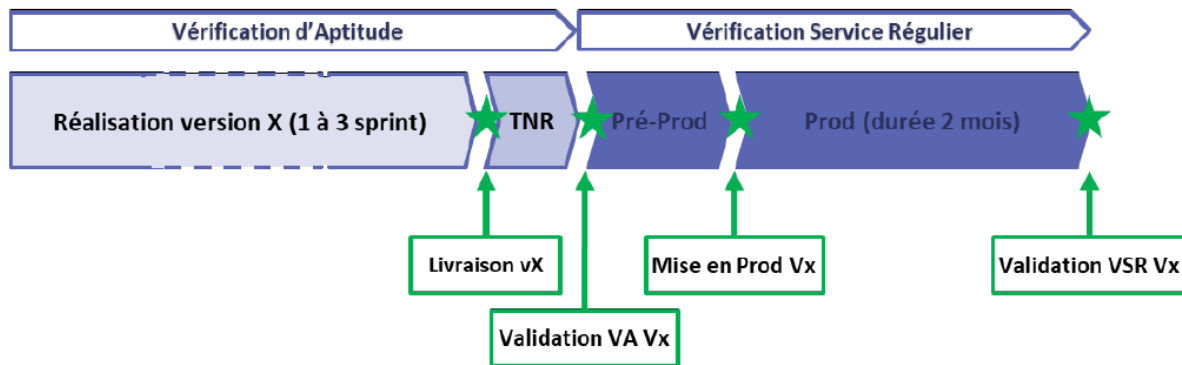 Vérification d'Aptitude
Vérification Service Régulier
Réalisation version X (1 à 3 sprint)
TNR
Pré-Prod
Prod (durée 2 mois)
Livraison vX
Mise en Prod Vx
Validation VSR Vx
Validation VA Vx